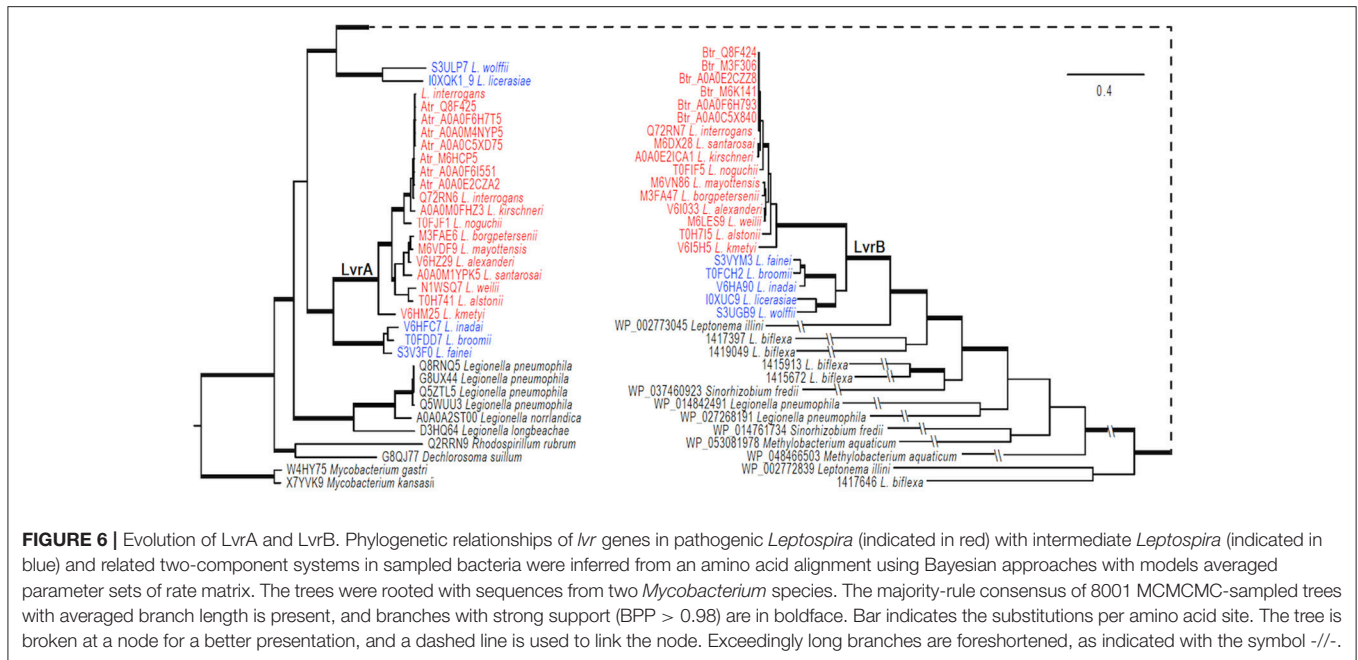 S3ULP7 L. wolffii
I0XQK1_9 L. licerasiae
L. interrogans
Atr_Q8F425
Atr_A0A0F6H7T5
Atr_A0A0M4NYP5
Atr_A0A0C5XD75
Atr_M6HCP5
Atr_A0A0F6I551
Atr_A0A0E2CZA2
Q72RN6 L. interrogans
A0A0M0FHZ3 L. kirschneri
T0FJF1 L. noguchii
M3FAE6 L. borgpetersenii
M6VDF9 L. mayottensis
LvrA
V6HZ29 L. alexanderi
A0A0M1YPK5 L. santarosai
N1WSQ7 L. weilii
T0H741 L. alstonii
V6HM25 L. kmetyi
V6HFC7 L. inadai
T0FDD7 L. broomii
S3V3F0 L. fainei
Q8RNQ5 Legionella pneumophila
G8UX44 Legionella pneumophila
Q5ZTL5 Legionella pneumophila
Q5WUU3 Legionella pneumophila
A0A0A2ST00 Legionella norrlandica
D3HQ64 Legionella longbeachae
Q2RRN9 Rhodospirillum rubrum
G8QJ77 Dechlorosoma suillum
W4HY75 Mycobacterium gastri
X7YVK9 Mycobacterium kansasii
Btr_Q8F424
Btr_M3F306
Btr_A0A0E2CZZ8
Btr_M6K141
Btr_A0A0F6H793
Btr_A0A0C5X840
Q72RN7 L. interrogans
M6DX28 L. santarosai
A0A0E2ICA1 L. kirschneri
T0FIF5 L. noguchii
M6VN86 L. mayottensis
M3FA47 L. borgpetersenii
V6I033 L. alexanderi
M6LES9 L. weilii
T0H7I5 L. alstonii
V6I5H5 L. kmetyi
LvrB
S3VYM3 L. fainei
T0FCH2 L. broomii
V6HA90 L. inadai
I0XUC9 L. licerasiae
S3UGB9 L. wolffii
WP_002773045 Leptonema illini
1417397 L. biflexa
1419049 L. biflexa
1415913 L. biflexa
1415672 L. biflexa
WP_037460923 Sinorhizobium fredii
WP_014842491 Legionella pneumophila
WP_027268191 Legionella pneumophila
WP_014761734 Sinorhizobium fredii
WP_053081978 Methylobacterium aquaticum
WP_048466503 Methylobacterium aquaticum
WP_002772839 Leptonema illini
1417646 L. biflexa
0.4
FIGURE 6 | Evolution of LvrA and LvrB. Phylogenetic relationships of lvr genes in pathogenic Leptospira (indicated in red) with intermediate Leptospira (indicated in
blue) and related two-component systems in sampled bacteria were inferred from an amino acid alignment using Bayesian approaches with models averaged
parameter sets of rate matrix. The trees were rooted with sequences from two Mycobacterium species. The majority-rule consensus of 8001 MCMCMC-sampled trees
with averaged branch length is present, and branches with strong support (BPP > 0.98) are in boldface. Bar indicates the substitutions per amino acid site. The tree is
broken at a node for a better presentation, and a dashed line is used to link the node. Exceedingly long branches are foreshortened, as indicated with the symbol -//-.